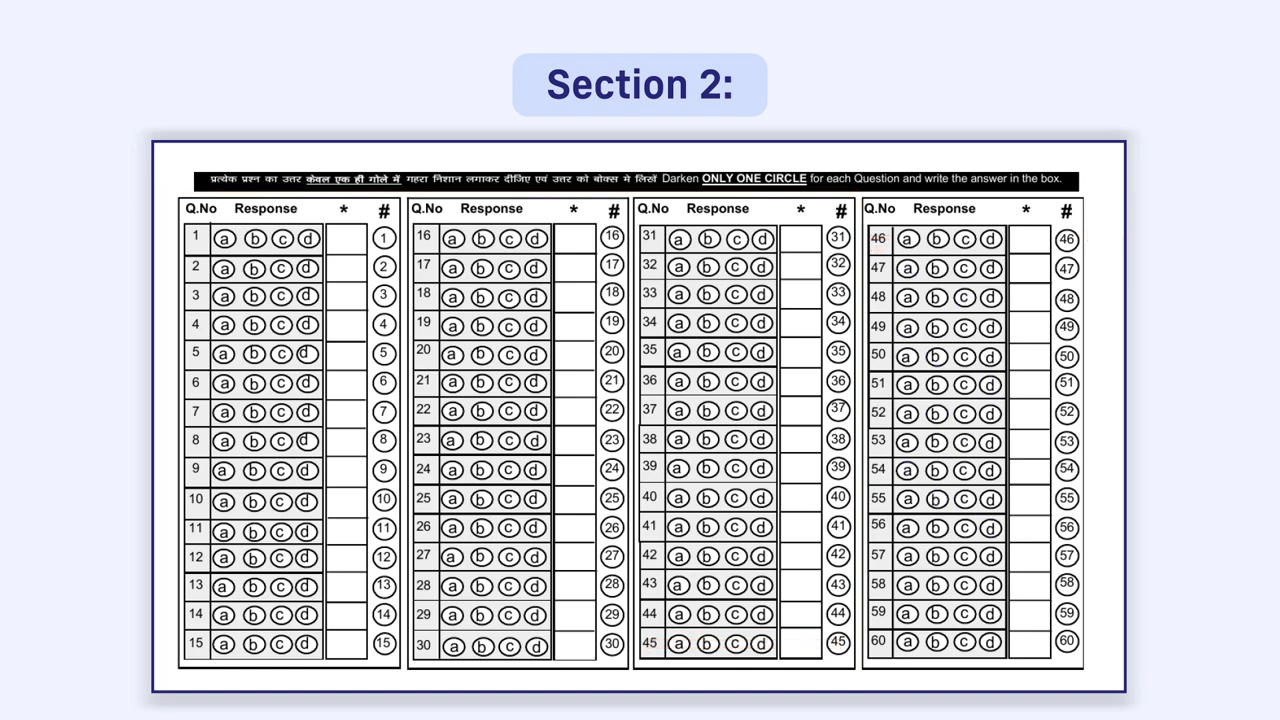 Section 2:
प्रत्येक प्रश्न का उत्तर केवल एक ही गोले में गहरा निशान लगाकर दीजिए एवं उत्तर को बोक्स मे लिखें Darken ONLY ONE CIRCLE for each Question and write the answer in the box.
Q.No Response * # Q.No Response * # Q.No Response * # Q.No Response * #
1 a b c d 1 16 a b c d 16 31 a b c d 31 46 a b c d 46
2 a b c d 2 17 a b c d 17 32 a b c d 32 47 a b c d 47
3 a b c d 3 18 a b c d 18 33 a b c d 33 48 a b c d 48
4 a b c d 4 19 a b c d 19 34 a b c d 34 49 a b c d 49
5 a b c d 5 20 a b c d 20 35 a b c d 35 50 a b c d 50
6 a b c d 6 21 a b c d 21 36 a b c d 36 51 a b c d 51
7 a b c d 7 22 a b c d 22 37 a b c d 37 52 a b c d 52
8 a b c d 8 23 a b c d 23 38 a b c d 38 53 a b c d 53
9 a b c d 9 24 a b c d 24 39 a b c d 39 54 a b c d 54
10 a b c d 10 25 a b c d 25 40 a b c d 40 55 a b c d 55
11 a b c d 11 26 a b c d 26 41 a b c d 41 56 a b c d 56
12 a b c d 12 27 a b c d 27 42 a b c d 42 57 a b c d 57
13 a b c d 13 28 a b c d 28 43 a b c d 43 58 a b c d 58
14 a b c d 14 29 a b c d 29 44 a b c d 44 59 a b c d 59
15 a b c d 15 30 a b c d 30 45 a b c d 45 60 a b c d 60